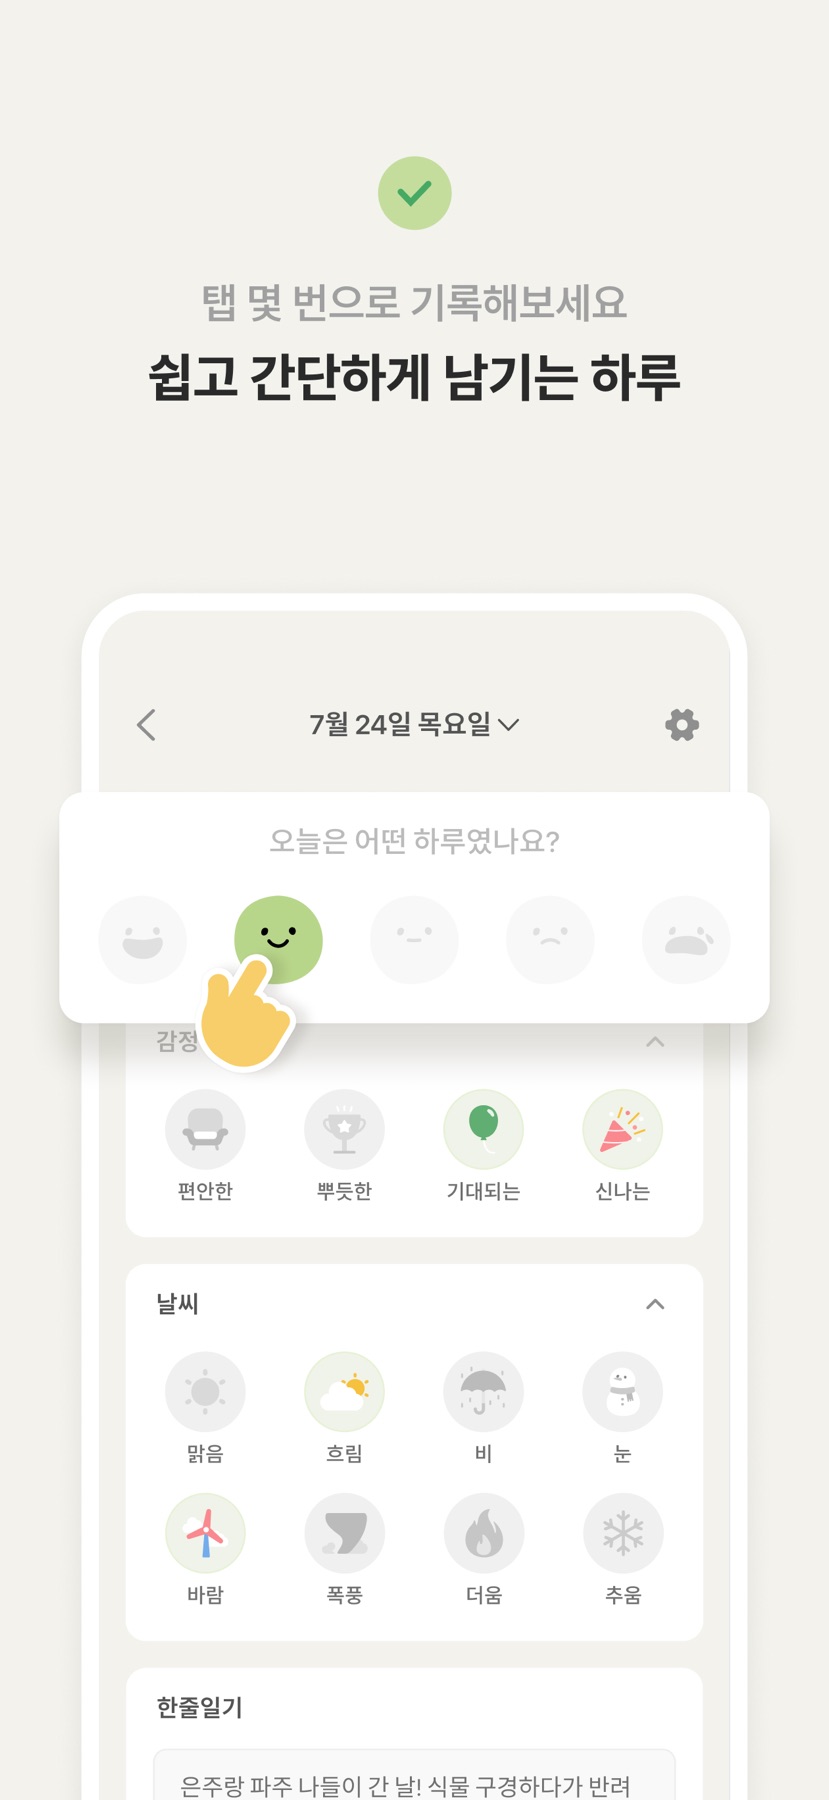 탭 몇 번으로 기록해보세요
쉽고 간단하게 남기는 하루
7월 24일 목요일
오늘은 어떤 하루였나요?
감정
편안한 뿌듯한 기대되는 신나는
날씨
맑음 흐림 비 눈
바람 폭풍 더움 추움
한줄일기
은주랑 파주 나들이 간 날! 식물 구경하다가 반려